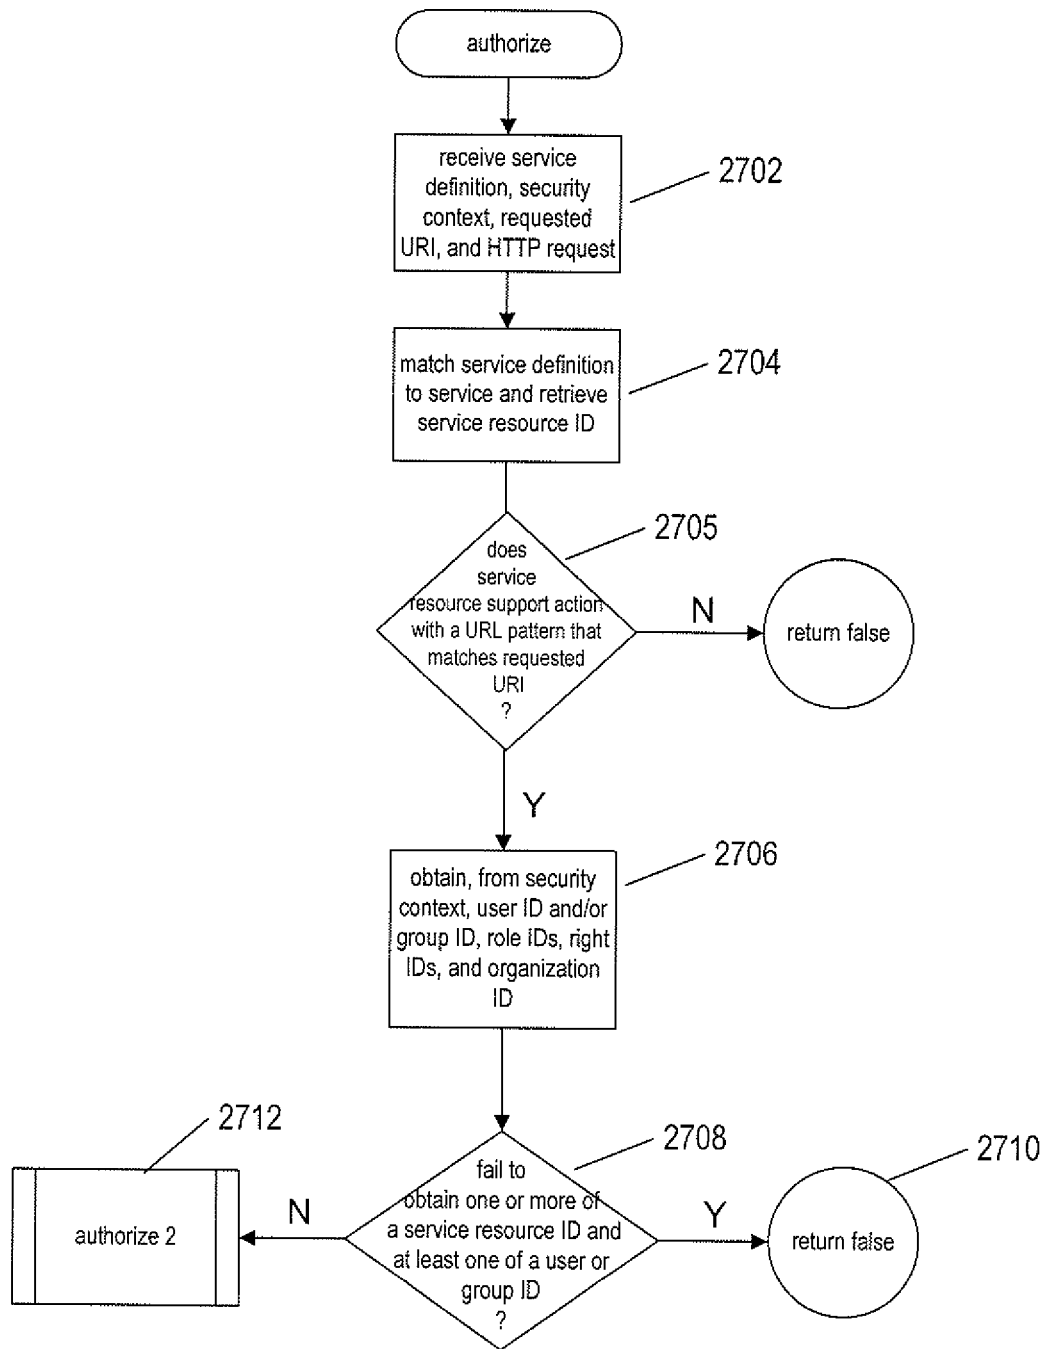 authorize
receive service
definition, security
context, requested
URI, and HTTP request
2702
match service definition
to service and retrieve
service resource ID
2704
does
service
resource support action
with a URL pattern that
matches requested
URI
?
2705
N
return false
Y
obtain, from security
context, user ID and/or
group ID, role IDs, right
IDs, and organization
ID
2706
fail to
obtain one or more of
a service resource ID and
at least one of a user or
group ID
?
2708
Y
return false
2710
N
authorize 2
2712